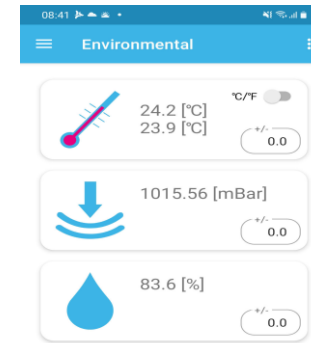 08:41
Environmental
°C/°F
24.2 [°C]
23.9 [°C]
+/-
0.0
1015.56 [mBar]
+/-
0.0
83.6 [%]
+/-
0.0